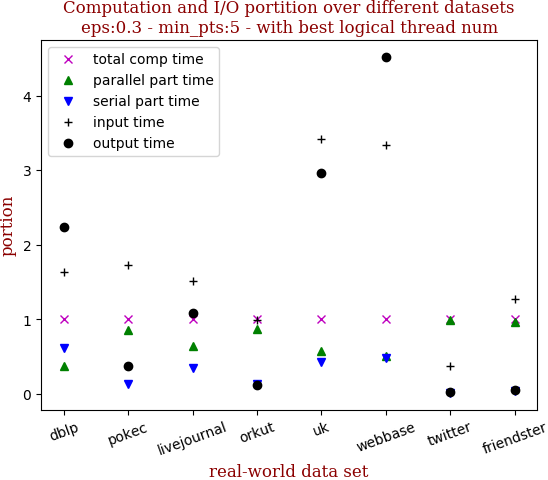 Computation and I/O portition over different datasets
eps:0.3 - min_pts:5 - with best logical thread num
total comp time
parallel part time
serial part time
input time
output time
portion
4
3
2
1
0
dblp
pokec
livejournal
orkut
uk
webbase
twitter
friendster
real-world data set